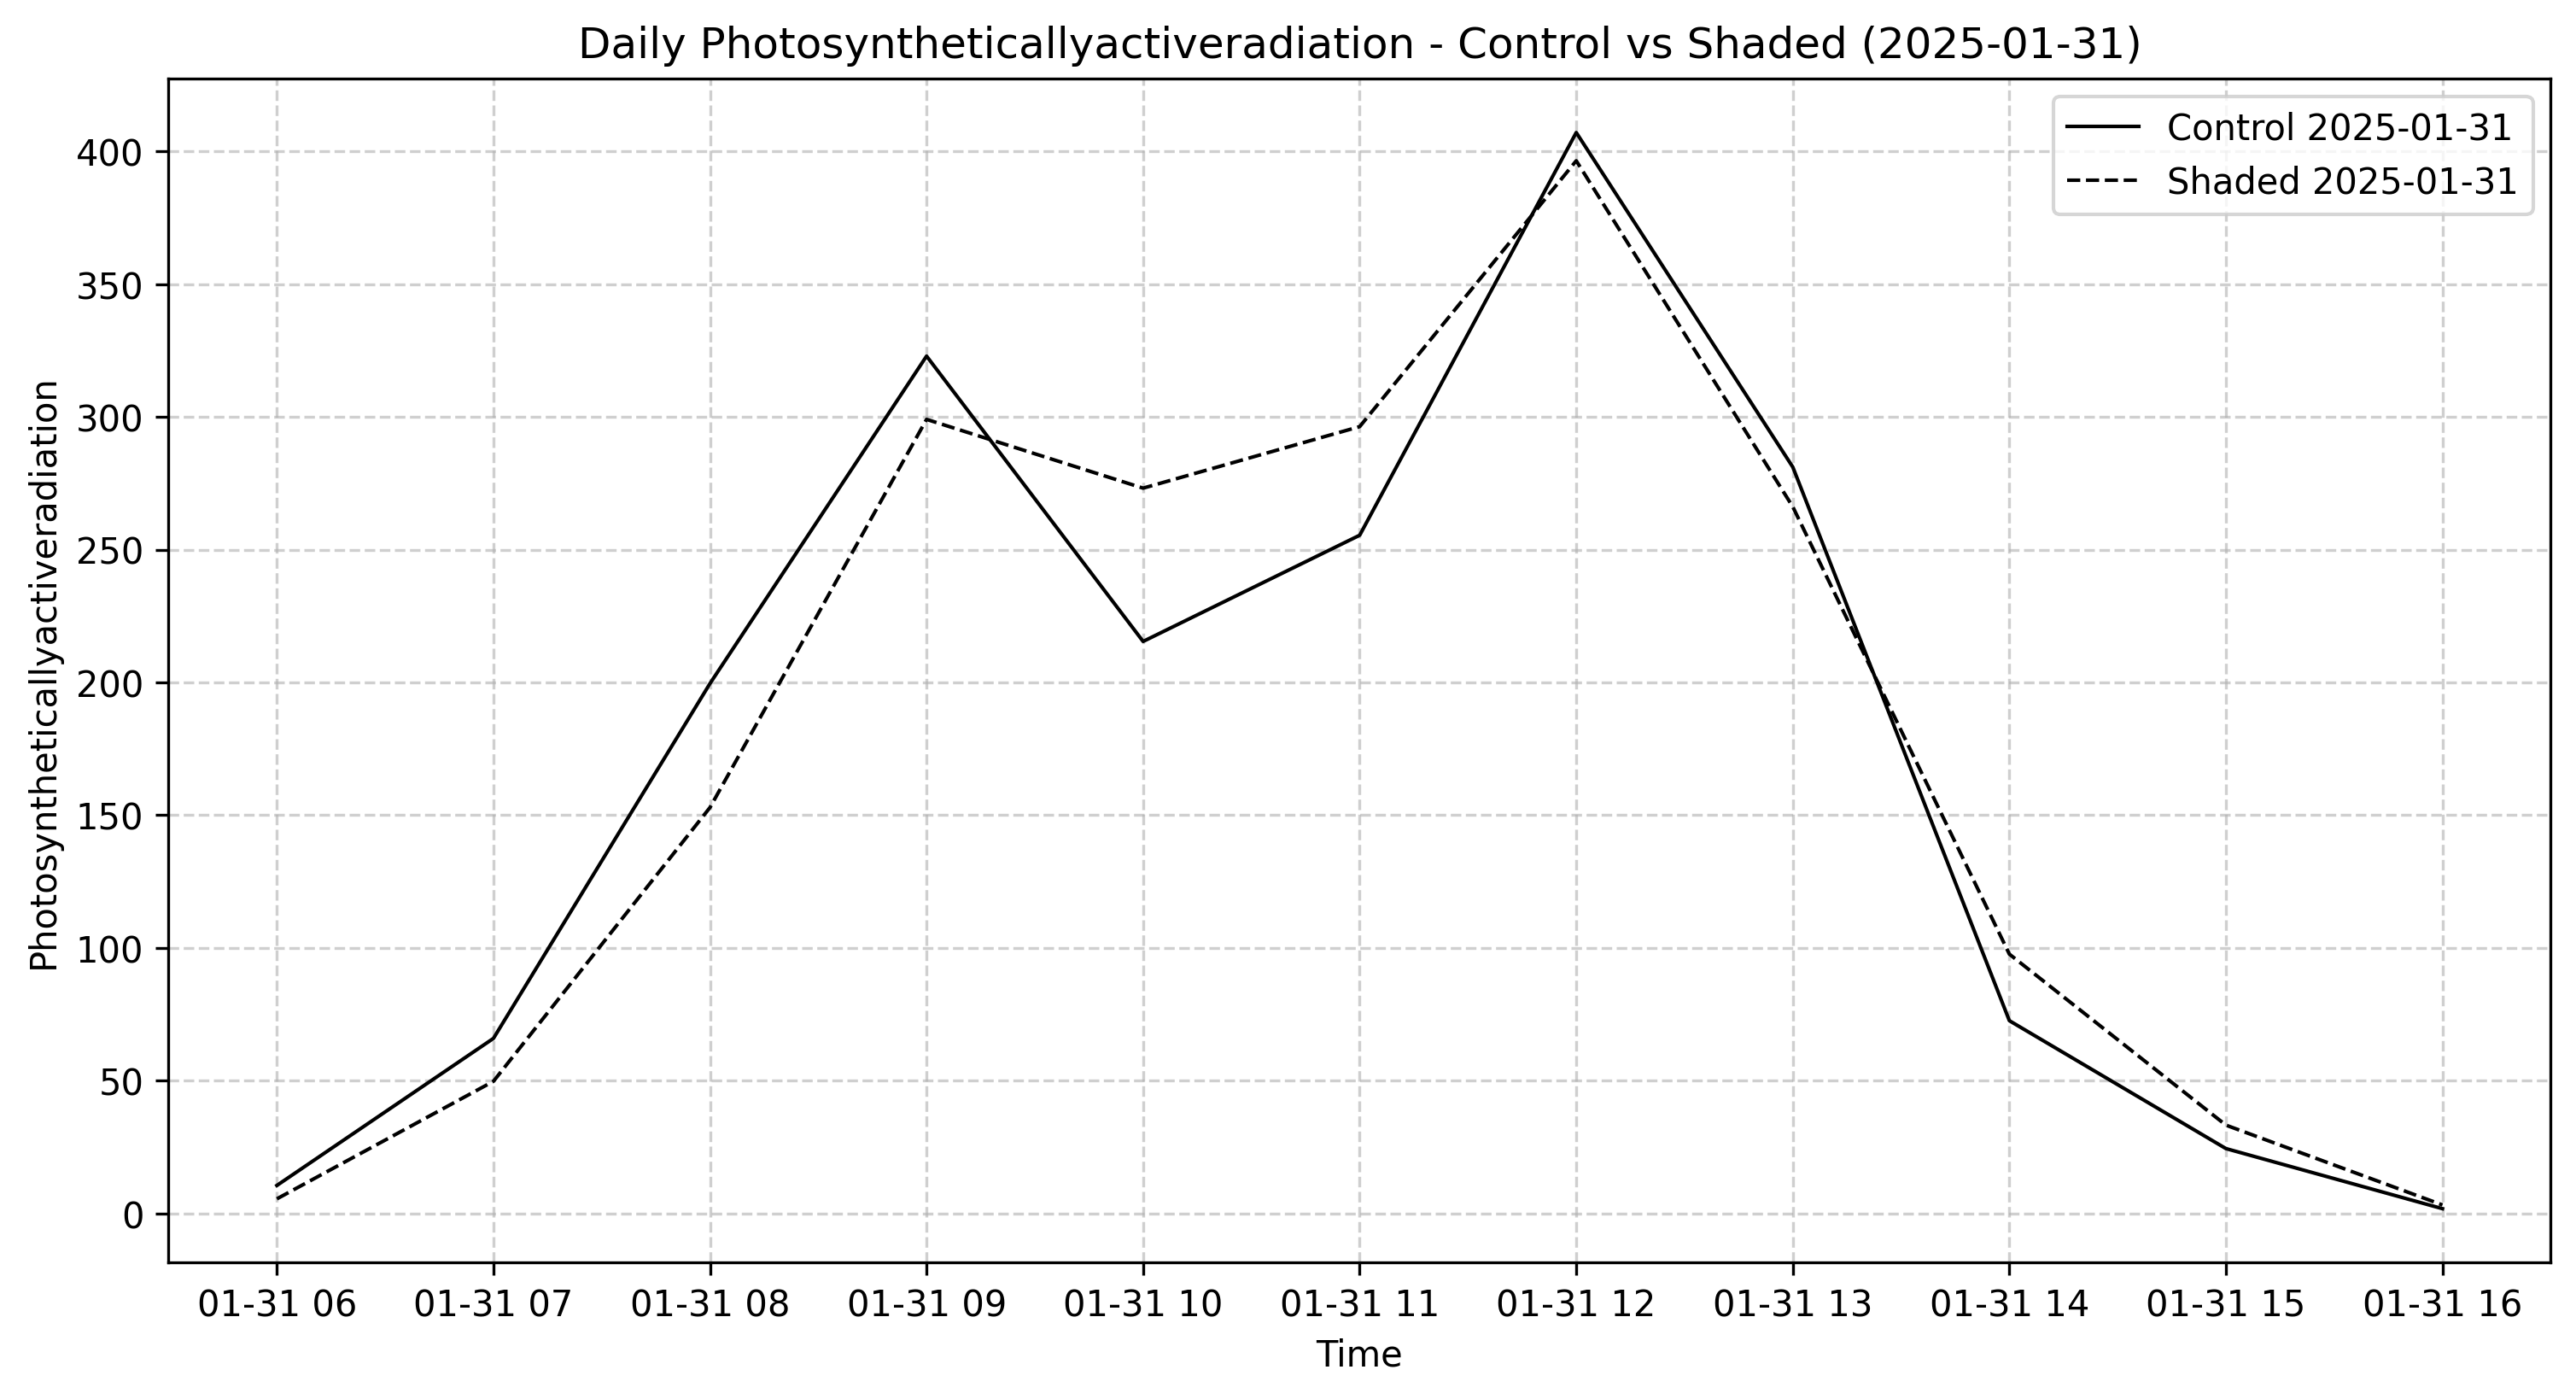 Daily Photosyntheticallyactiveradiation - Control vs Shaded (2025-01-31)
Control 2025-01-31
Shaded 2025-01-31
Photosyntheticallyactiveradiation
400
350
300
250
200
150
100
50
0
01-31 06 01-31 07 01-31 08 01-31 09 01-31 10 01-31 11 01-31 12 01-31 13 01-31 14 01-31 15 01-31 16
Time